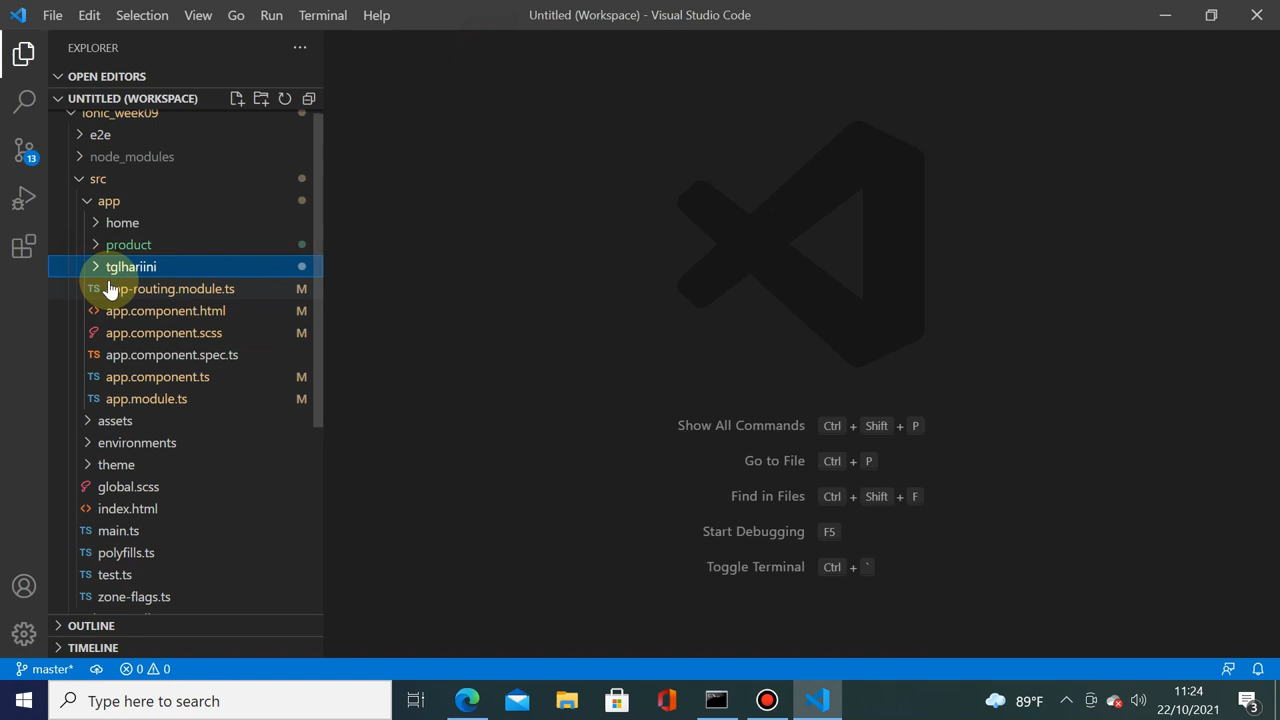 File Edit Selection View Go Run Terminal Help
Untitled (Workspace) - Visual Studio Code
EXPLORER
OPEN EDITORS
UNTITLED (WORKSPACE)
ionic_week09
e2e
node_modules
src
app
home
product
tglhariini
app-routing.module.ts M
app.component.html M
app.component.scss M
app.component.spec.ts
app.component.ts M
app.module.ts M
assets
environments
theme
global.scss
index.html
main.ts
polyfills.ts
test.ts
zone-flags.ts
OUTLINE
TIMELINE
13
Show All Commands Ctrl + Shift + P
Go to File Ctrl + P
Find in Files Ctrl + Shift + F
Start Debugging F5
Toggle Terminal Ctrl + `
master* 0 0
Type here to search
89°F
11:24
22/10/2021
3